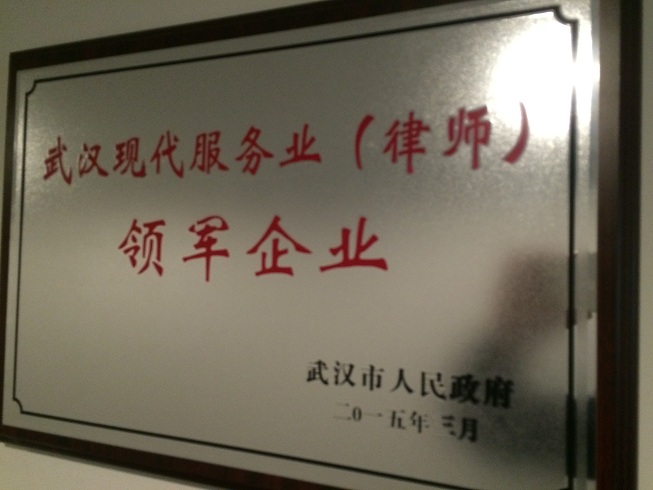 武汉现代服务业（律师）
领军企业
武汉市人民政府
二0一五年三月